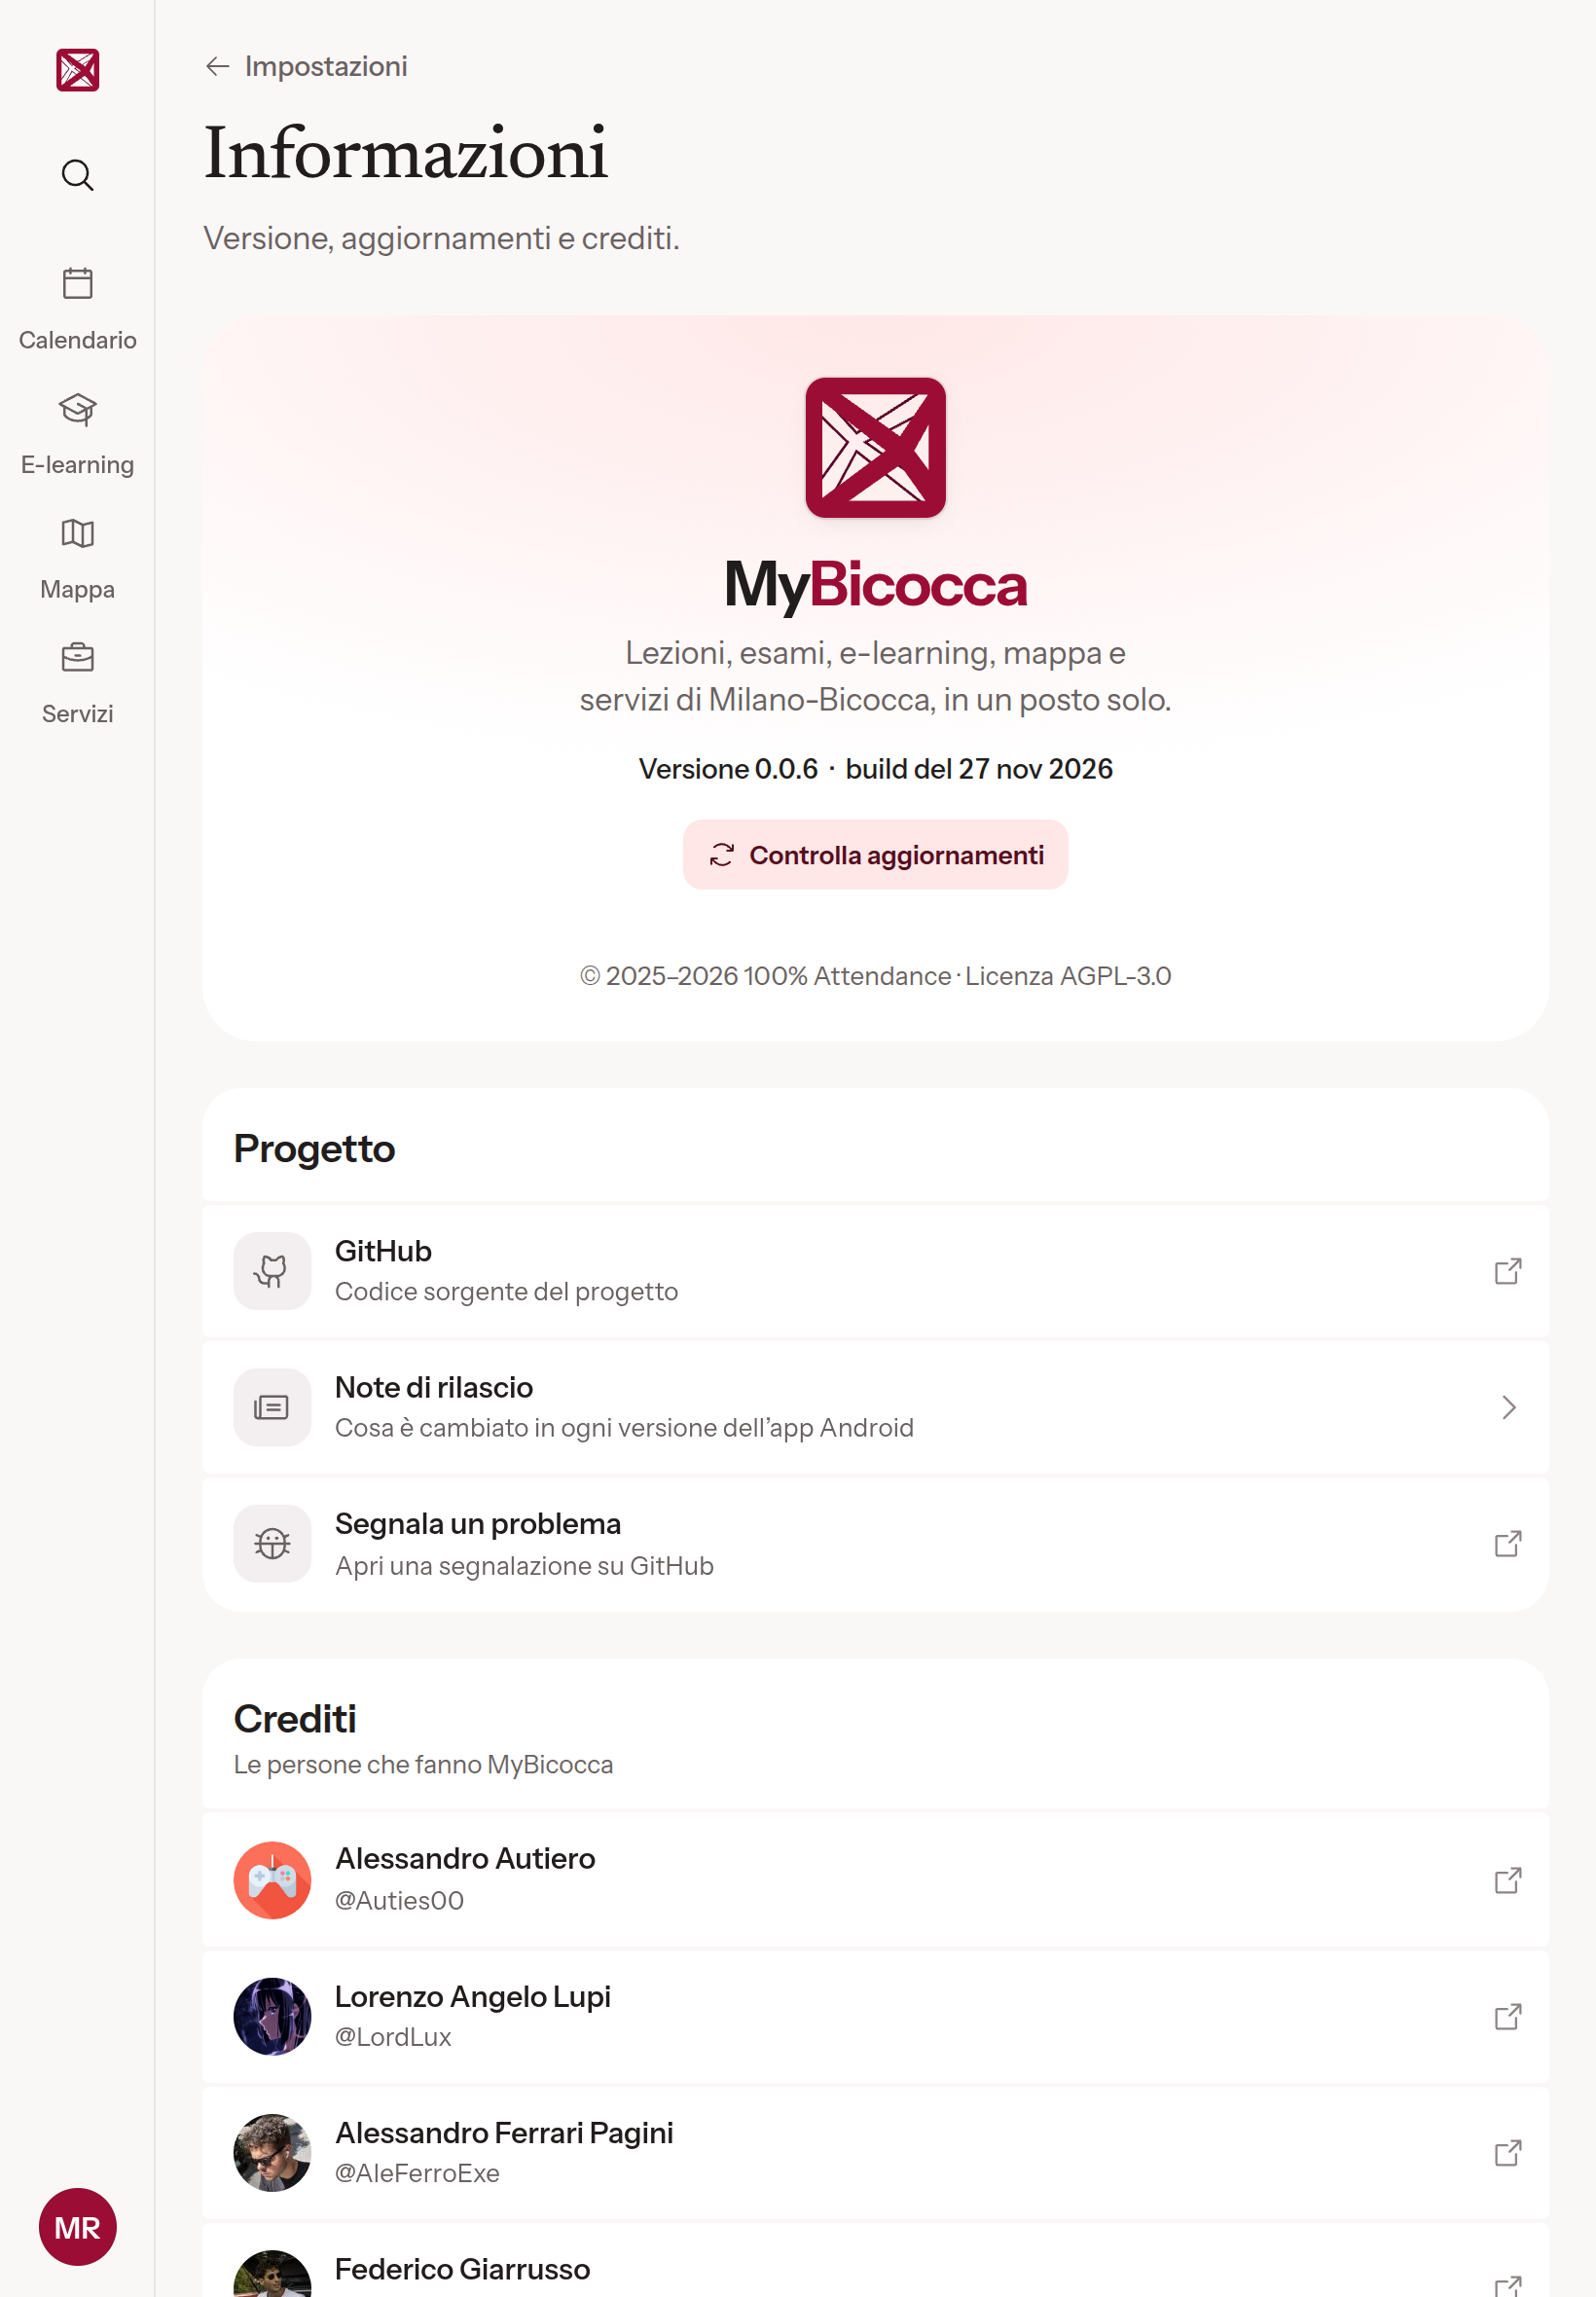 Impostazioni
Informazioni
Versione, aggiornamenti e crediti.
Calendario
E-learning
Mappa
Servizi
MR
MyBicocca
Lezioni, esami, e-learning, mappa e
servizi di Milano-Bicocca, in un posto solo.
Versione 0.0.6 · build del 27 nov 2026
Controlla aggiornamenti
© 2025–2026 100% Attendance · Licenza AGPL-3.0
Progetto
GitHub
Codice sorgente del progetto
Note di rilascio
Cosa è cambiato in ogni versione dell’app Android
Segnala un problema
Apri una segnalazione su GitHub
Crediti
Le persone che fanno MyBicocca
Alessandro Autiero
@Auties00
Lorenzo Angelo Lupi
@LordLux
Alessandro Ferrari Pagini
@AleFerroExe
Federico Giarrusso